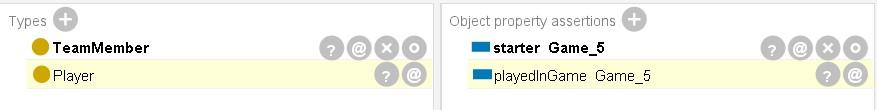 Types
TeamMember
Player
Object property assertions
starter Game_5
playedInGame Game_5